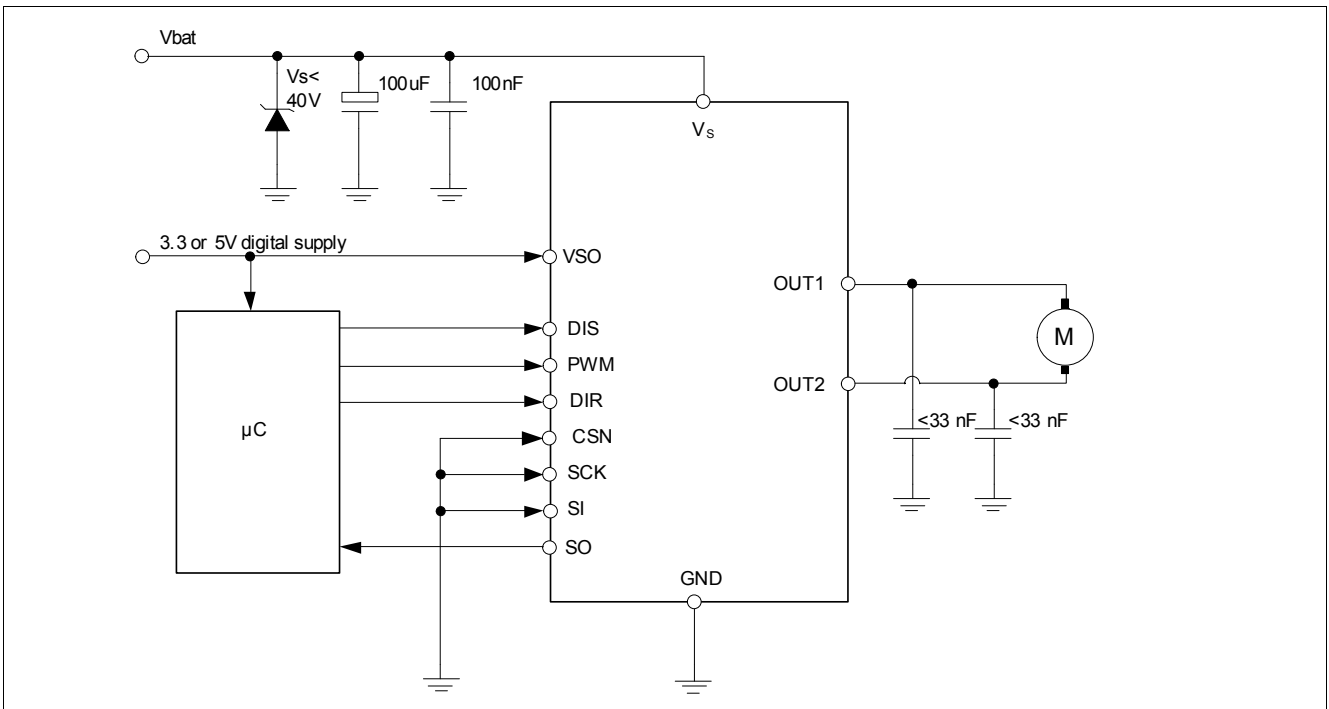 Vbat
Vs<
40V
100uF
100nF
Vs
3.3 or 5V digital supply
VSO
OUT1
DIS
M
PWM
OUT2
DIR
µC
<33 nF
<33 nF
CSN
SCK
SI
SO
GND